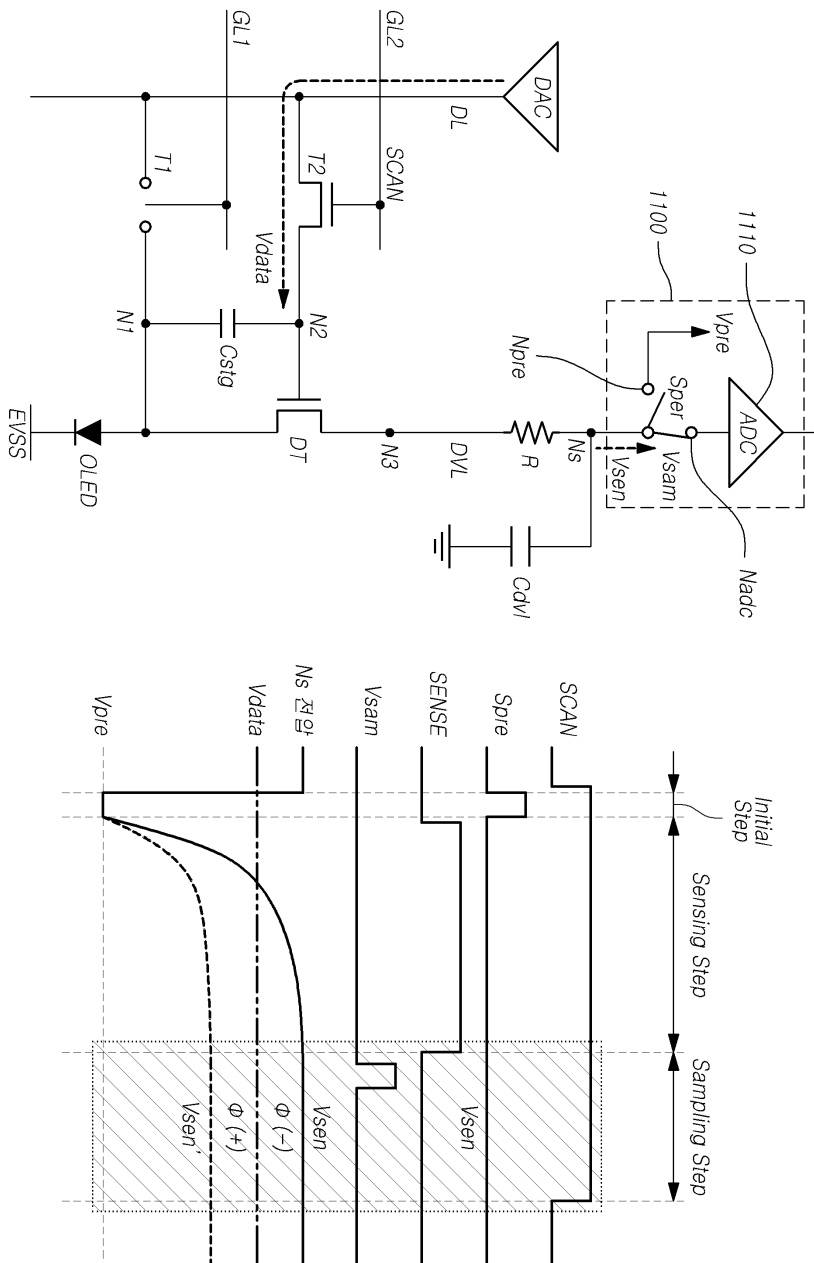 GL1
GL2
DAC
DL
SCAN
T2
T1
Vdata
N1
N2
Cstg
EVSS
OLED
DT
N3
DVL
R
Ns
Cdvl
1100
1110
Npre
Vpre
Sper
ADC
Vsam
Vsen
Nadc
Initial
Step
Sensing Step
Sampling Step
SCAN
Spre
SENSE
Vsam
Ns 전압
Vdata
Vpre
Vsen
Vsen
Φ (−)
Φ (+)
Vsen'